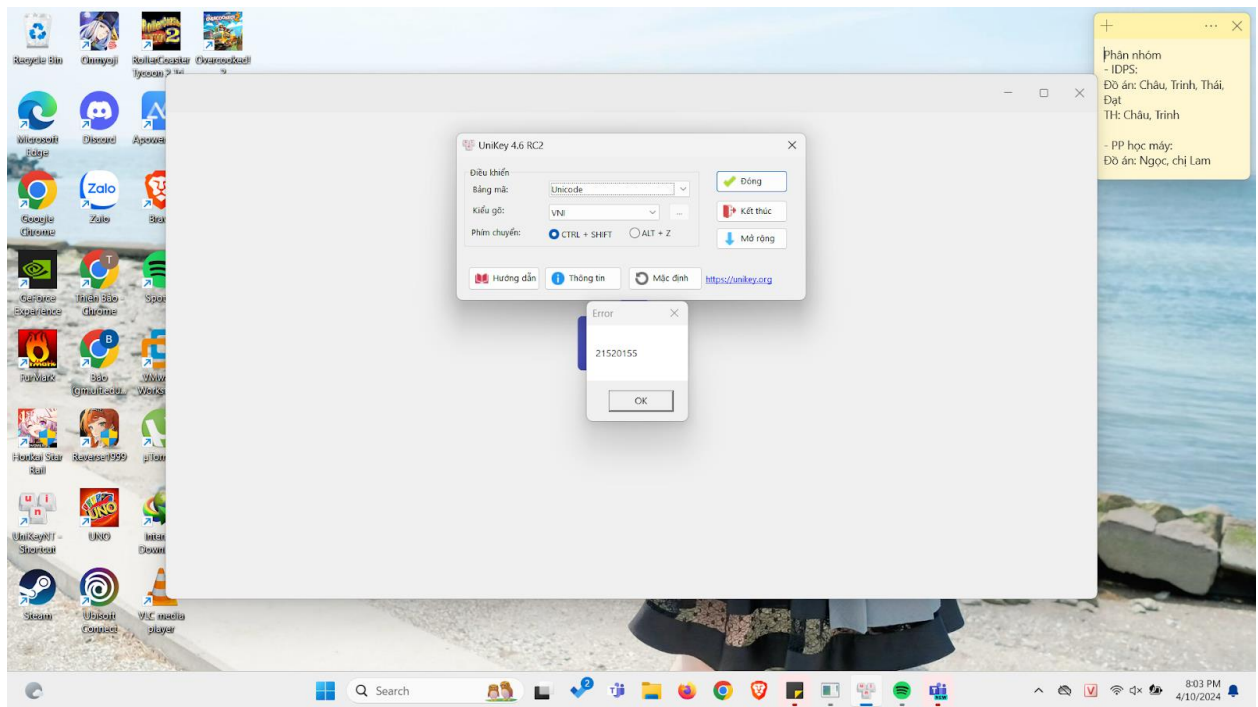 Recycle Bin
Onmyoji
RollerCoaster
Tycoon 2
Overcooked!
2
Microsoft
Edge
Discord
Google
Chrome
Zalo
GeForce
Experience
Thiên Bảo
Chrome
FurMark
Bảo
Honkai Star
Rail
Reverse1999
UniKeyNT -
Shortcut
UNO
Steam
Ubisoft
Connect
VLC media
player
UniKey 4.6 RC2
Điều khiển
Bảng mã:
Unicode
Đóng
Kiểu gõ:
VNI
...
Kết thúc
Phím chuyển:
CTRL + SHIFT
ALT + Z
Mở rộng
Hướng dẫn
Thông tin
Mặc định
https://unikey.org
Error
21520155
OK
Phân nhóm
- IDPS:
Đồ án: Châu, Trinh, Thái,
Đạt
TH: Châu, Trinh
- PP học máy:
Đồ án: Ngọc, chị Lam
Search
2
V
8:03 PM
4/10/2024